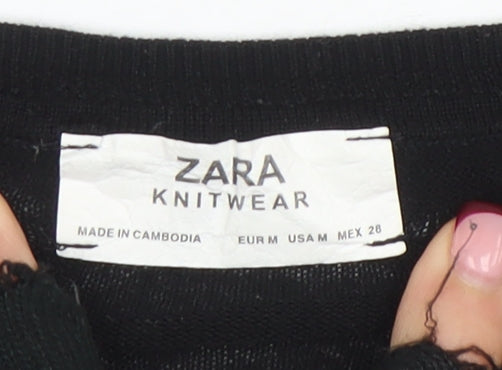 ZARA
KNITWEAR
MADE IN CAMBODIA EUR M USA M MEX 28